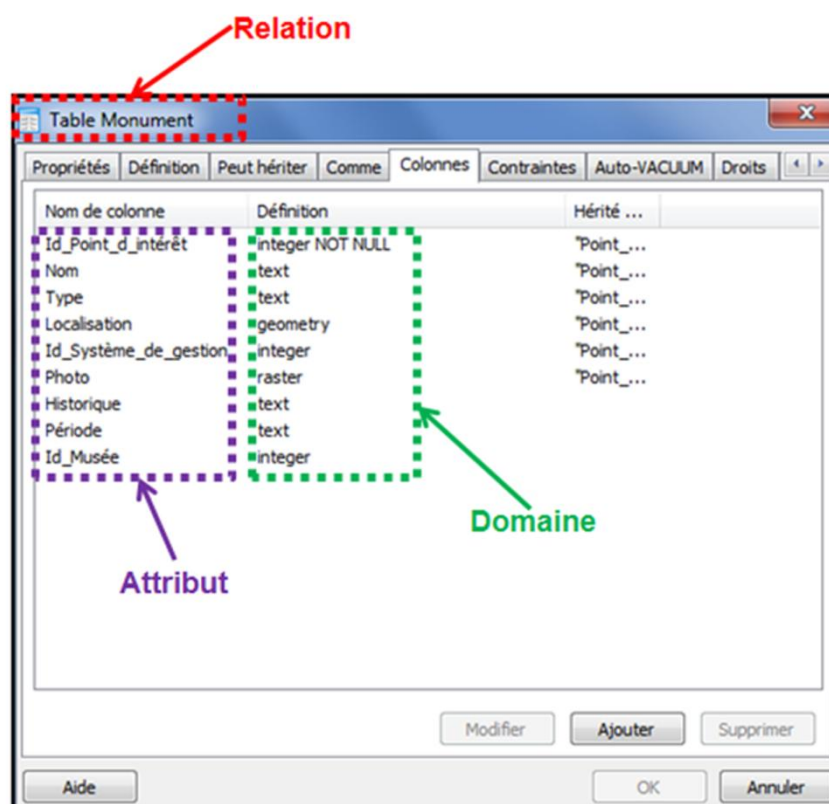 Relation
Table Monument
Propriétés Définition Peut hériter Comme Colonnes Contraintes Auto-VACUUM Droits
Nom de colonne Définition Hérité ...
Id_Point_d_intérêt integer NOT NULL "Point_...
Nom text "Point_...
Type text "Point_...
Localisation geometry "Point_...
Id_Système_de_gestion integer "Point_...
Photo raster "Point_...
Historique text
Période text
Id_Musée integer
Domaine
Attribut
Modifier Ajouter Supprimer
Aide OK Annuler